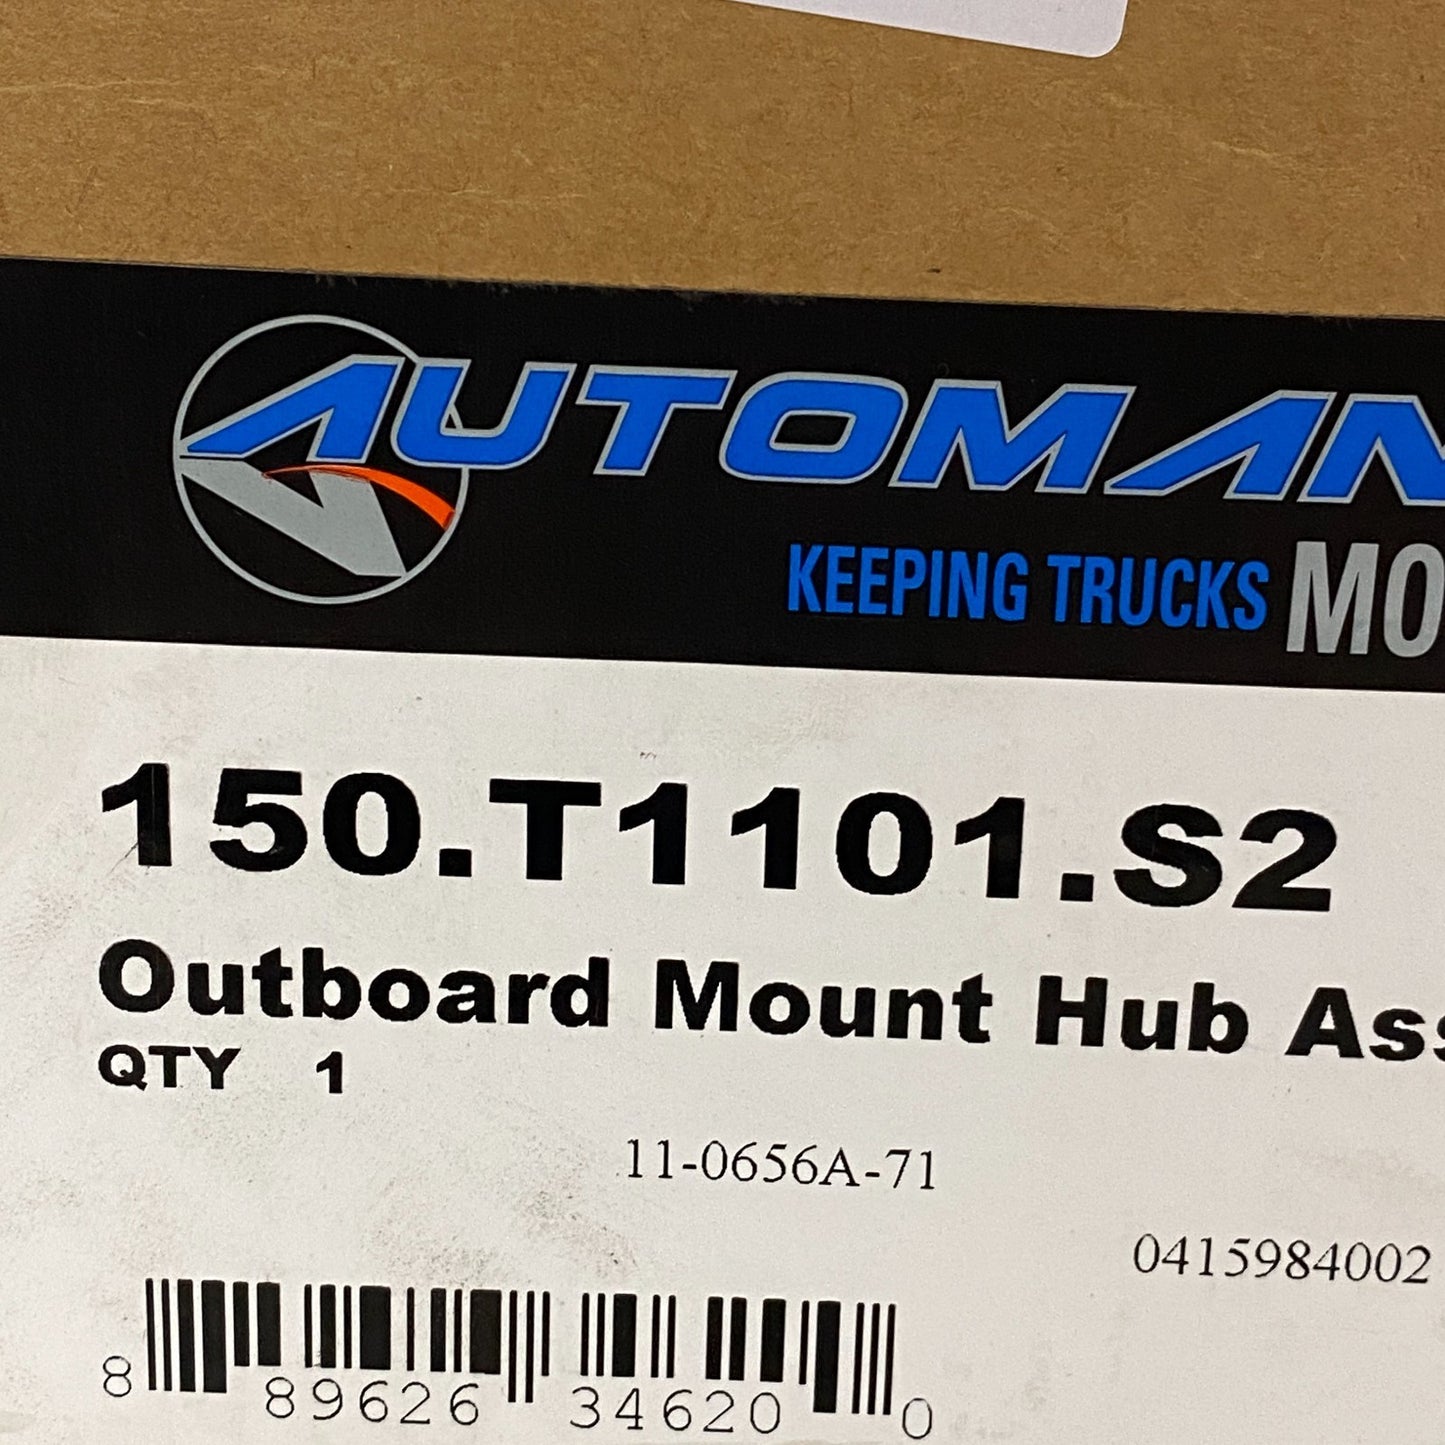 AUTOMAN
KEEPING TRUCKS MO
150.T1101.S2
Outboard Mount Hub Ass
QTY 1
11-0656A-71
0415984002
8 89626 34620 0